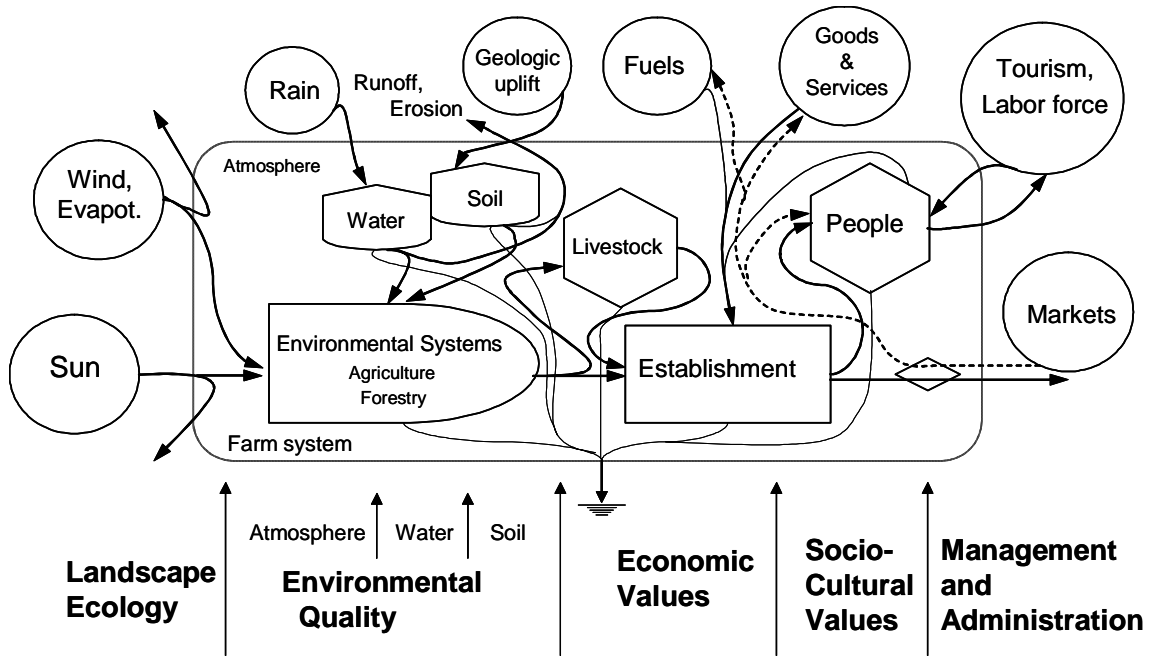 Rain
Runoff,
Erosion
Geologic
uplift
Fuels
Goods
&
Services
Tourism,
Labor force
Wind,
Evapot.
Atmosphere
Water
Soil
Livestock
People
Sun
Environmental Systems
Agriculture
Forestry
Establishment
Markets
Farm system
Atmosphere
Water
Soil
Landscape
Ecology
Environmental
Quality
Economic
Values
Socio-
Cultural
Values
Management
and
Administration